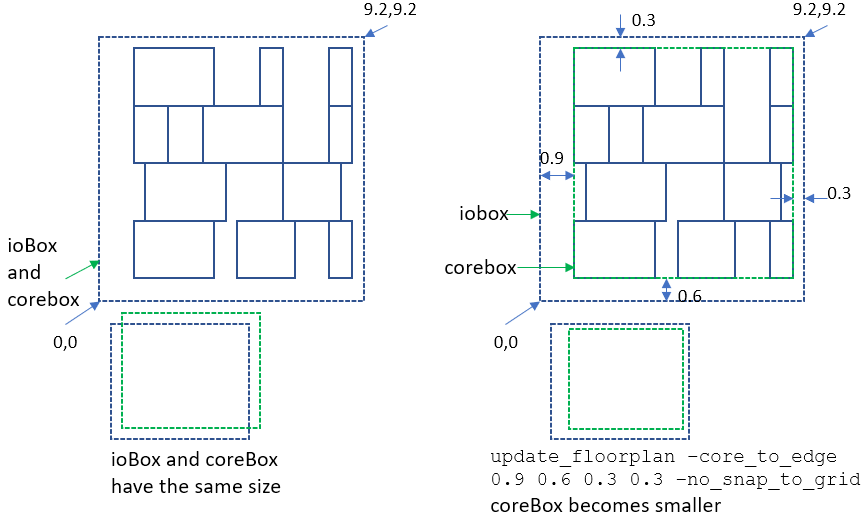 9.2,9.2
ioBox
and
corebox
0,0
ioBox and coreBox
have the same size
0.3
9.2,9.2
0.9
0.3
iobox
corebox
0.6
0,0
update_floorplan –core_to_edge
0.9 0.6 0.3 0.3 –no_snap_to_grid
coreBox becomes smaller